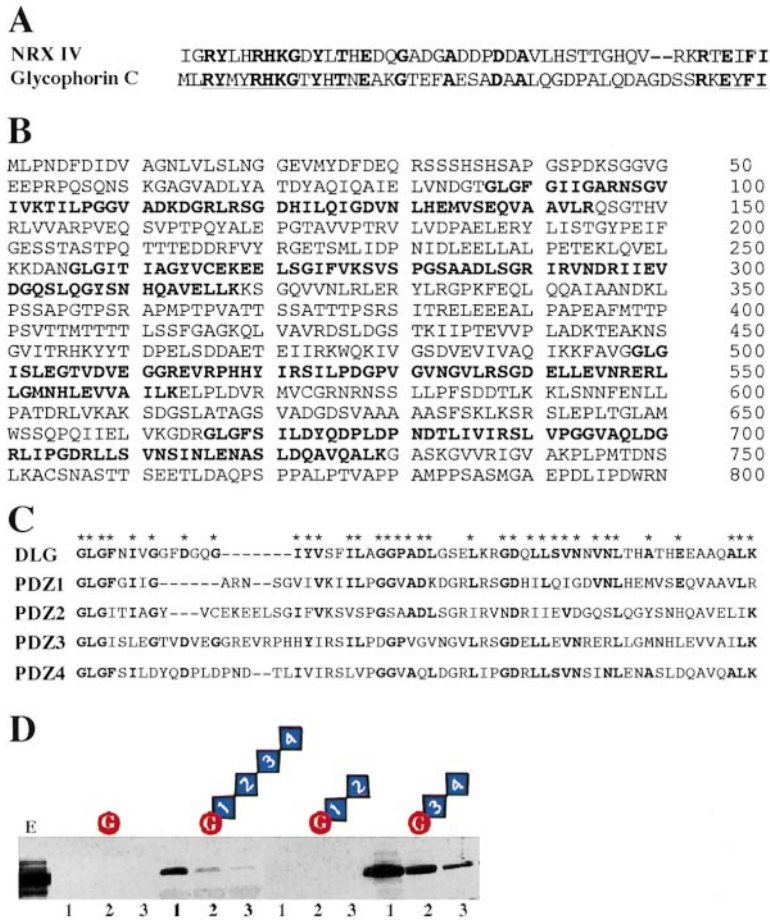 A
NRX IV IGRYLHRHKGDYLTHEDQGADGADDPDDAVLHSTTGHQV--RKRTEIFI
Glycophorin C MLRYMYRHKGTYHTNEAKGTEFAESADAALQGDPALQDAGDSSRKEYFI
B
MLPNDFDIDV AGNLVLSLNG GEVMYDFDEQ RSSSHSHSAP GSPDKSGGVG 50
EEPRPQSQNS KGAGVADLYA TDYAQIQAIE LVNDGTGLGF GIIGARNSGV 100
IVKTILPGGV ADKDGRLRSG DHILQIGDVN LHEMVSEQVA AVLRQSGTHV 150
RLVVARPVEQ SVPTPQYALE PGTAVVPTRV LVDPAELERY LISTGYPEIF 200
GESSTASTPQ TTTEDDRFVY RGETSMLIDP NIDLEELLAL PETEKLQVEL 250
KKDANGLGIT IAGYVCEKEE LSGIFVKSVS PGSAADLSGR IRVNDRIIEV 300
DGQSLQGYSN HQAVELLKKS GQVVNLRLER YLRGPKFEQL QQAIAANDKL 350
PSSAPGTPSR APMPTPVATT SSATTTPSRS ITRELEEEAL PAPEAFMTTP 400
PSVTTMTTTT LSSFGAGKQL VAVRDSLDGS TKIIPTEVVP LADKTEAKNS 450
GVITRHKYYT DPELSDDAET EIIRKWQKIV GSDVEVIVAQ IKKFAVGGLG 500
ISLEGTVDVE GGREVRPHHY IRSILPDGPV GVNGVLRSGD ELLEVNRERL 550
LGMNHLEVVA ILKELPLDVR MVCGRNRNSS LLPFSDDTLK KLSNNFENLL 600
PATDRLVKAK SDGSLATAGS VADGDSVAAA AASFSKLKSR SLEPLTGLAM 650
WSSQPQIIEL VKGDRGLGFS ILDYQDPLDP NDTLIVIRSL VPGGVAQLDG 700
RLIPGDRLLS VNSINLENAS LDQAVQALKG ASKGVVRIGV AKPLPMTDNS 750
LKACSNASTT SEETLDAQPS PPALPTVAPP AMPPSASMGA EPDLIPDWRN 800
C
**** * * * * *** ** ***** * ** *** ** * * ***
DLG GLGFNIVGGFDGQG-------IYVSFILAGGPADLGSELKRGDQLLSVNNVNLTHATHEEAAQALK
PDZ1 GLGFGIIG------ARN--SGVIVKIILPGGVADKDGRLRSGDHILQIGDVNLHEMVSEQVAAVLR
PDZ2 GLGITIAGY---VCEKEELSGIFVKSVSPGSAADLSGRIRVNDRIIEVDGQSLQGYSNHQAVELIK
PDZ3 GLGISLEGTVDVEGGREVRPHHYIRSILPDGPVGVNGVLRSGDELLEVNRERLLGMNHLEVVAILK
PDZ4 GLGFSILDYQDPLDPND--TLIVIRSLVPGGVAQLDGRLIPGDRLLSVNSINLENASLDQAVQALK
D
E G G 1 2 3 4 G 1 2 G 3 4
1 2 3 1 2 3 1 2 3 1 2 3